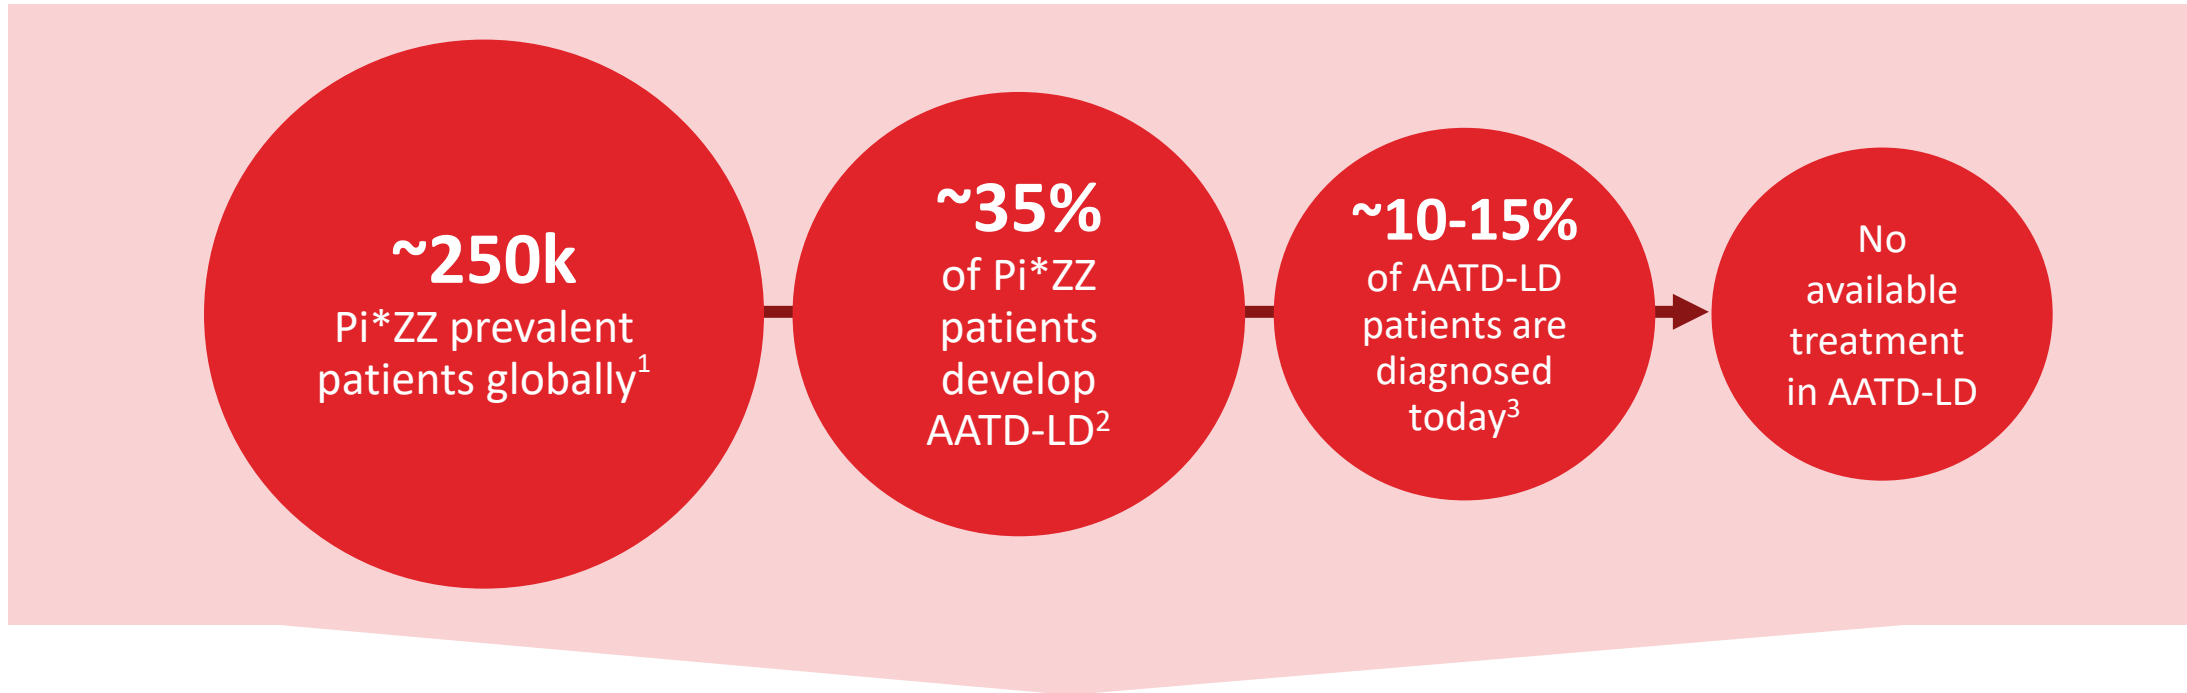 ~250k
Pi*ZZ prevalent
patients globally1
~35%
of Pi*ZZ
patients
develop
AATD-LD2
~10-15%
of AATD-LD
patients are
diagnosed
today3
No
available
treatment
in AATD-LD